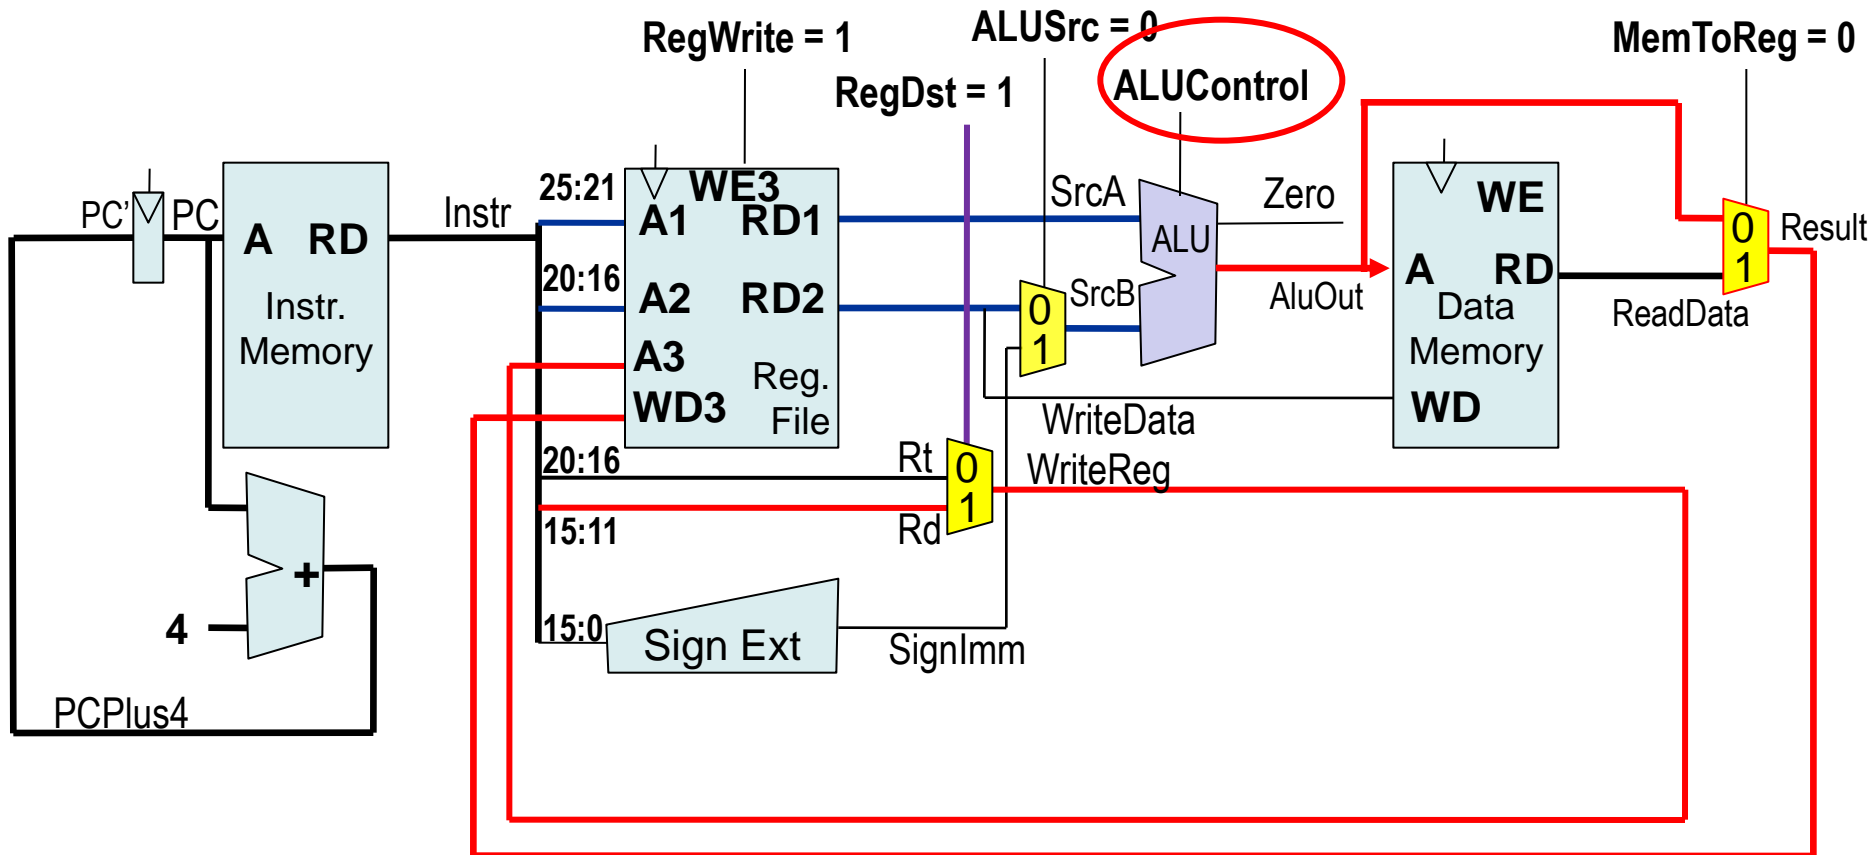 RegWrite = 1
ALUSrc = 0
MemToReg = 0
RegDst = 1
ALUControl
PC'
PC
A RD
Instr.
Memory
Instr
25:21
20:16
WE3
A1 RD1
A2 RD2
A3
WD3
Reg.
File
SrcA
SrcB
0
1
ALU
Zero
AluOut
WE
A RD
Data
Memory
WD
ReadData
0
1
Result
WriteData
WriteReg
20:16
Rt
0
1
15:11
Rd
+
4
15:0
Sign Ext
SignImm
PCPlus4